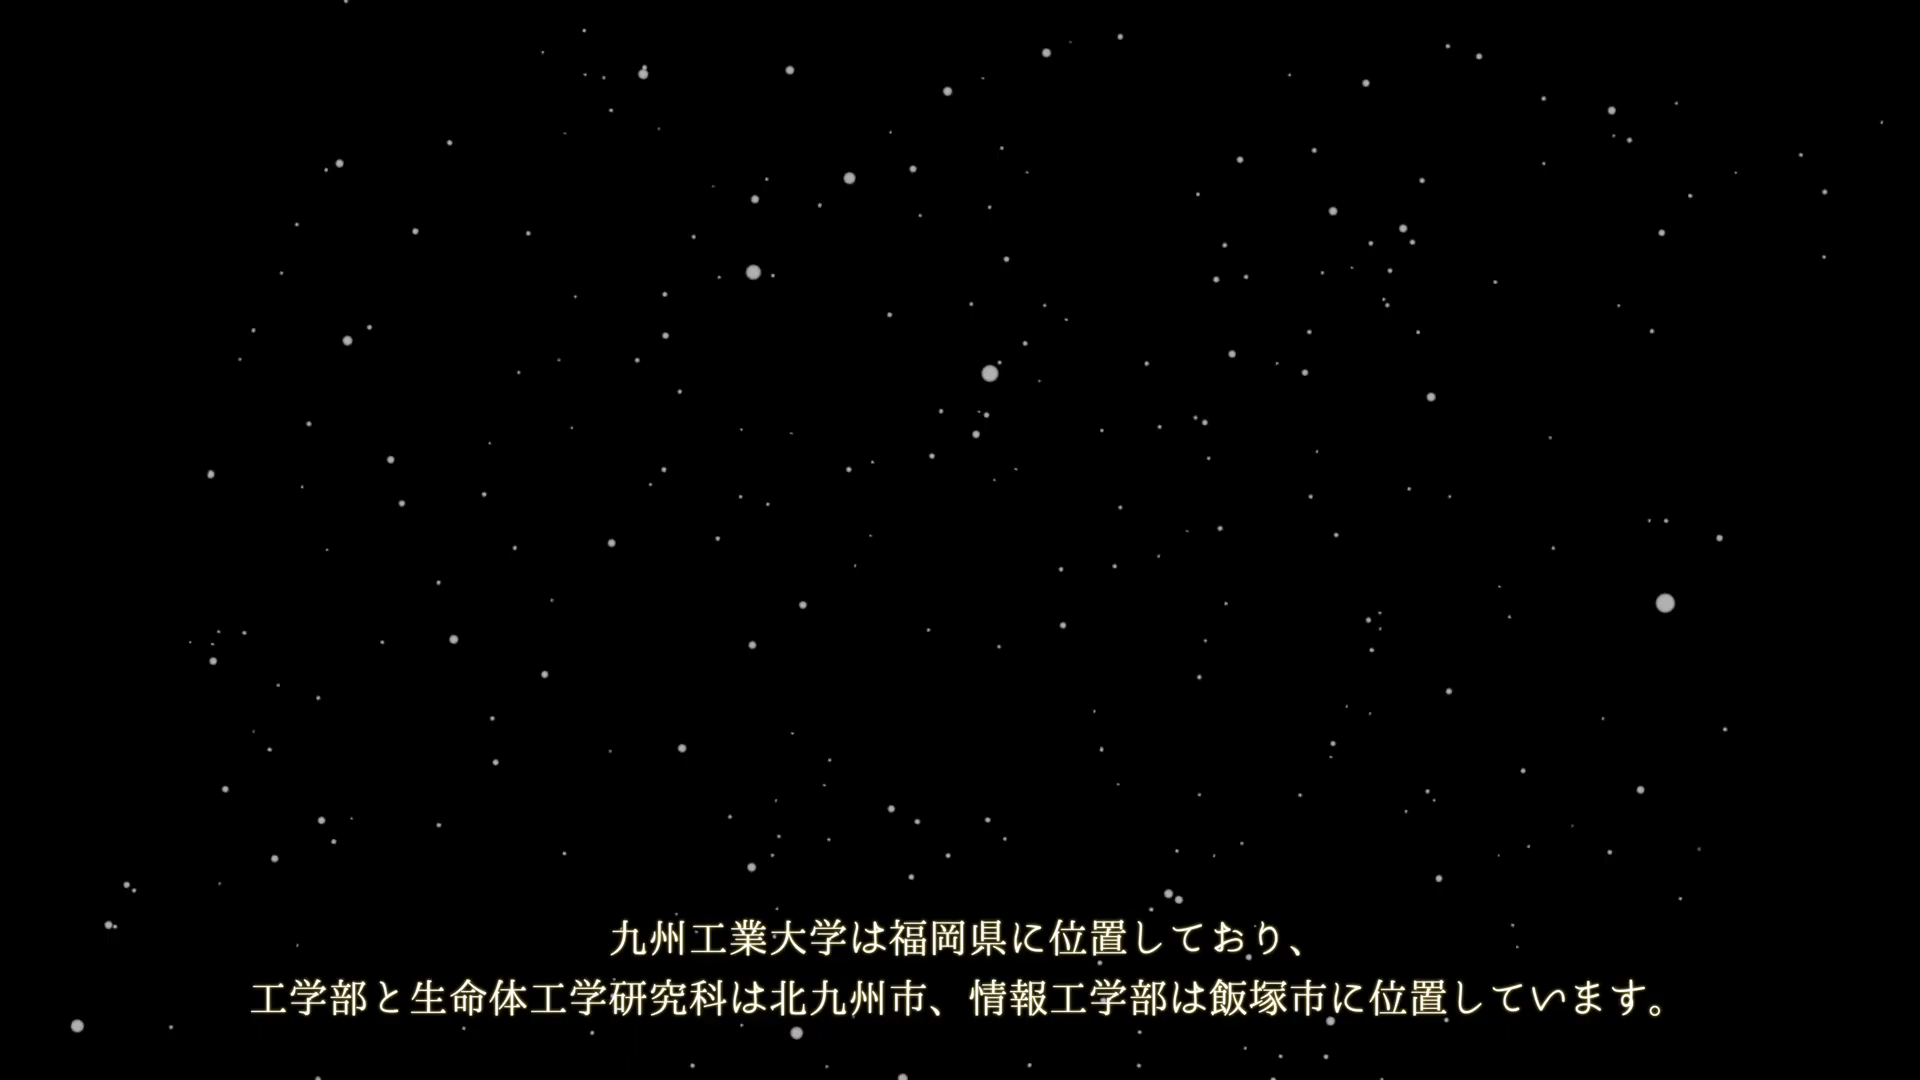 九州工業大学は福岡県に位置しており、
工学部と生命体工学研究科は北九州市、情報工学部は飯塚市に位置しています。